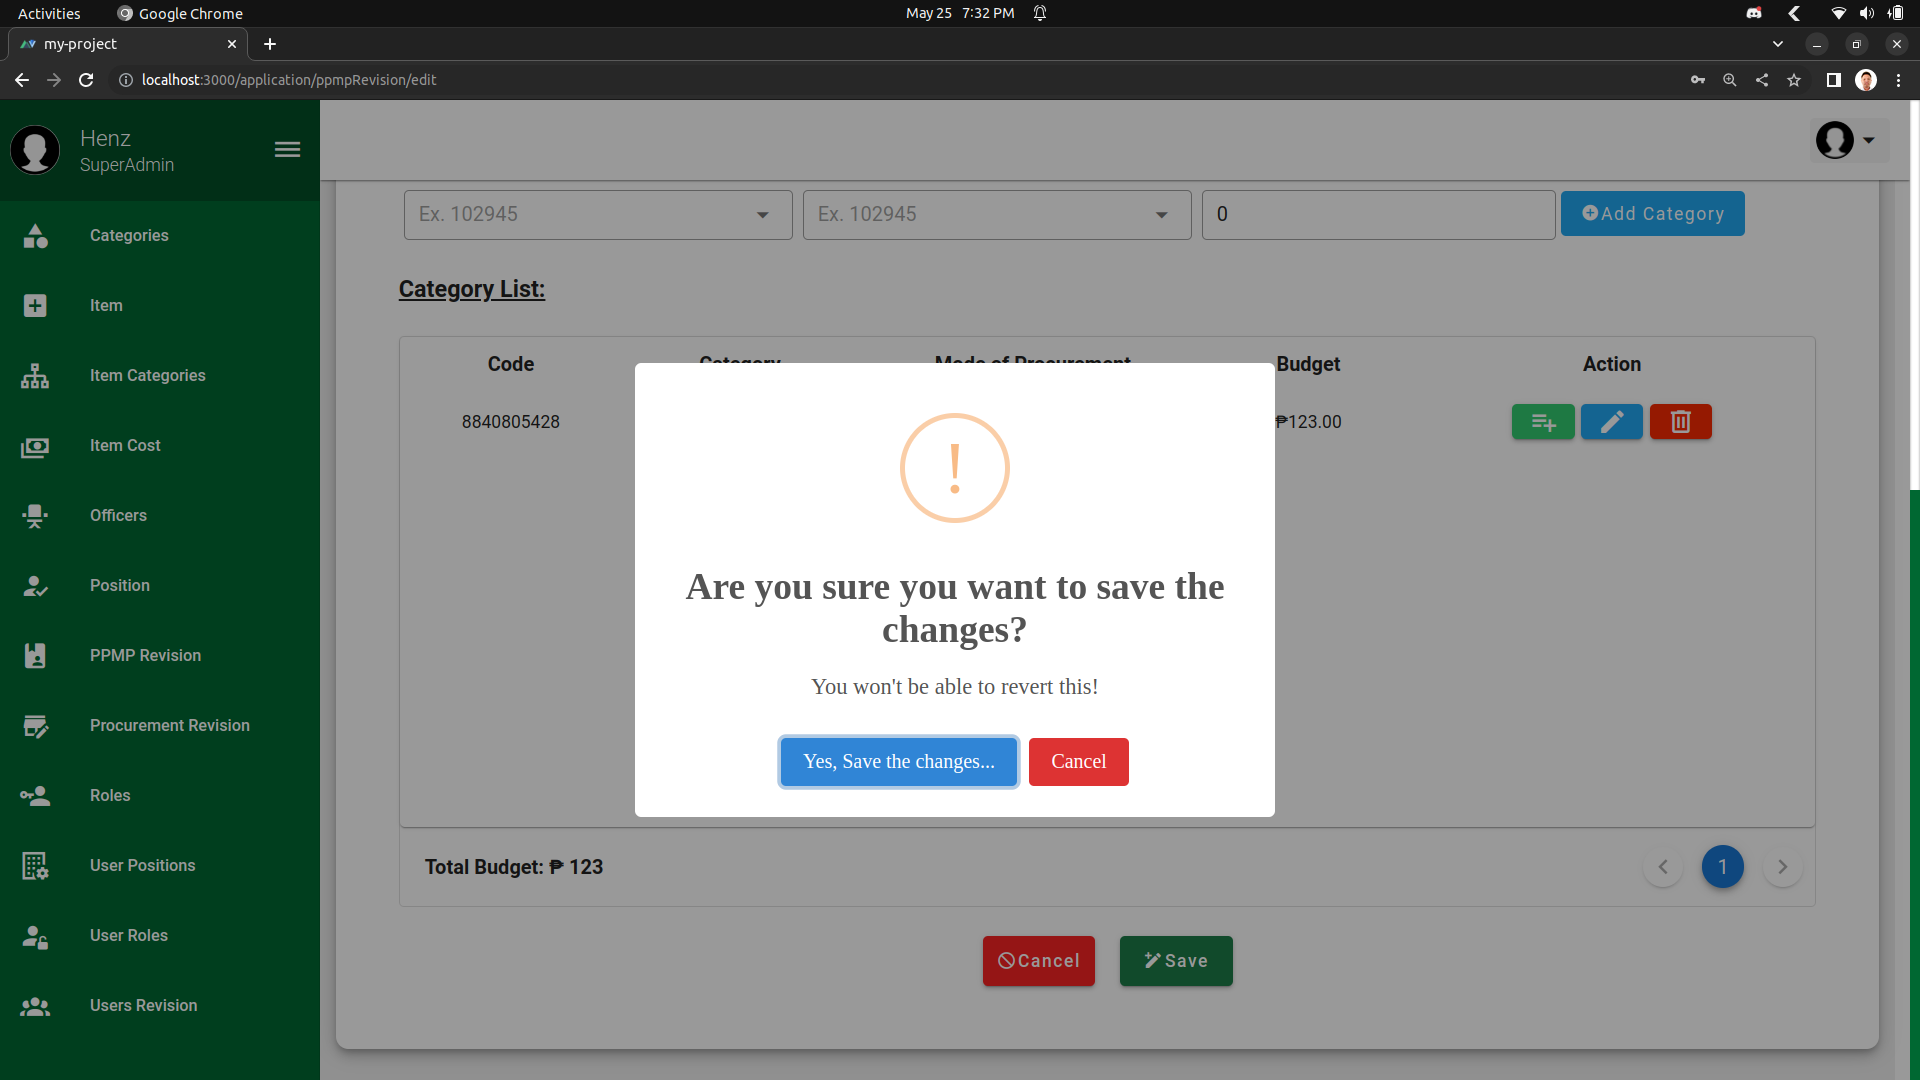 Activities
Google Chrome
May 25 7:32 PM
my-project
localhost:3000/application/ppmpRevision/edit
Henz
SuperAdmin
Categories
Item
Item Categories
Item Cost
Officers
Position
PPMP Revision
Procurement Revision
Roles
User Positions
User Roles
Users Revision
Ex. 102945
Ex. 102945
0
Add Category
Category List:
Code Category Mode of Procurement Budget Action
8840805428 ₱123.00
!
Are you sure you want to save the
changes?
You won't be able to revert this!
Yes, Save the changes...
Cancel
Total Budget: ₱ 123
1
Cancel
Save